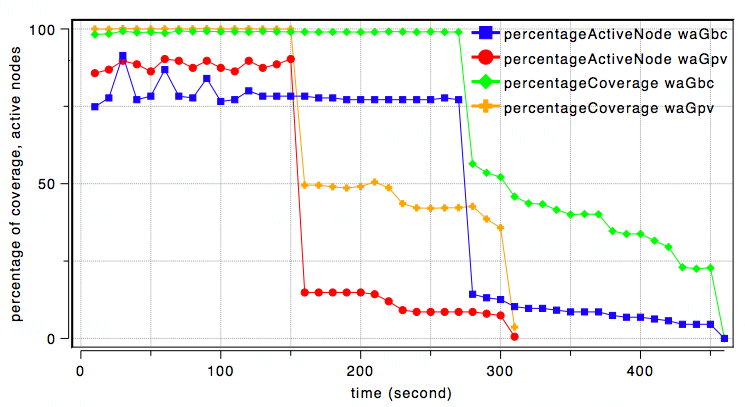 percentage of coverage, active nodes
100
50
0
percentageActiveNode waGbc
percentageActiveNode waGpv
percentageCoverage waGbc
percentageCoverage waGpv
0
100
200
300
400
time (second)